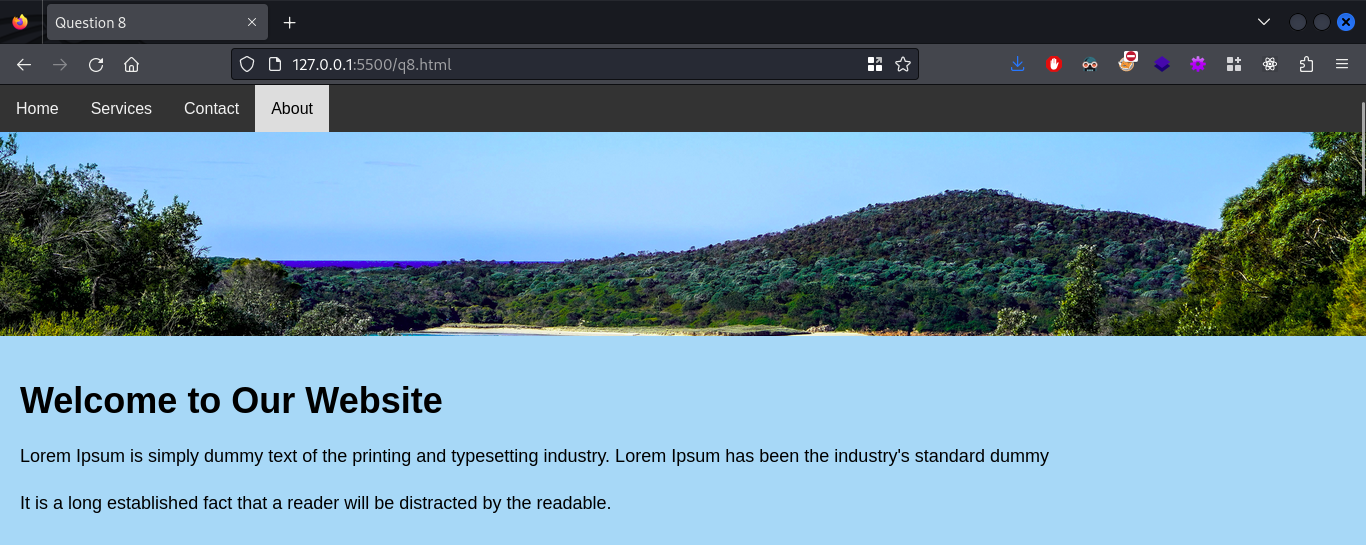 Question 8
127.0.0.1:5500/q8.html
Home Services Contact About
Welcome to Our Website
Lorem Ipsum is simply dummy text of the printing and typesetting industry. Lorem Ipsum has been the industry's standard dummy
It is a long established fact that a reader will be distracted by the readable.